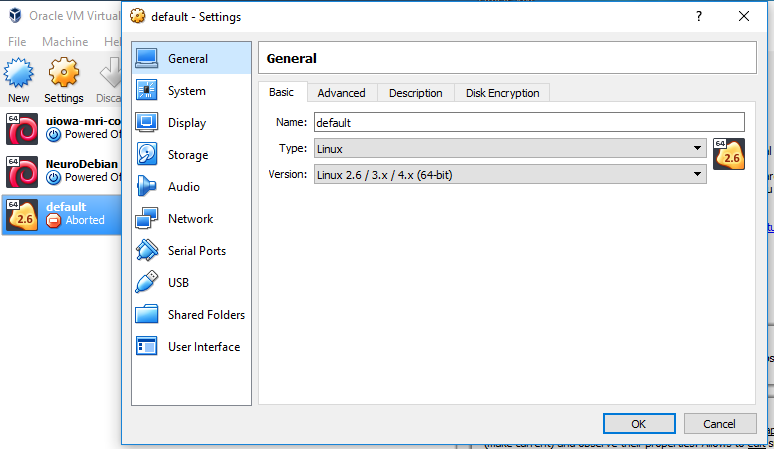 Oracle VM Virtual
default - Settings
?
File Machine Hel
New Settings Disca
64
uiowa-mri-co
Powered Of
64
NeuroDebian
Powered Of
64
2.6
default
Aborted
General
System
Display
Storage
Audio
Network
Serial Ports
USB
Shared Folders
User Interface
General
Basic Advanced Description Disk Encryption
Name: default
Type: Linux
64
2.6
Version: Linux 2.6 / 3.x / 4.x (64-bit)
OK Cancel
(make current) and observe their properties. Allows to edit s